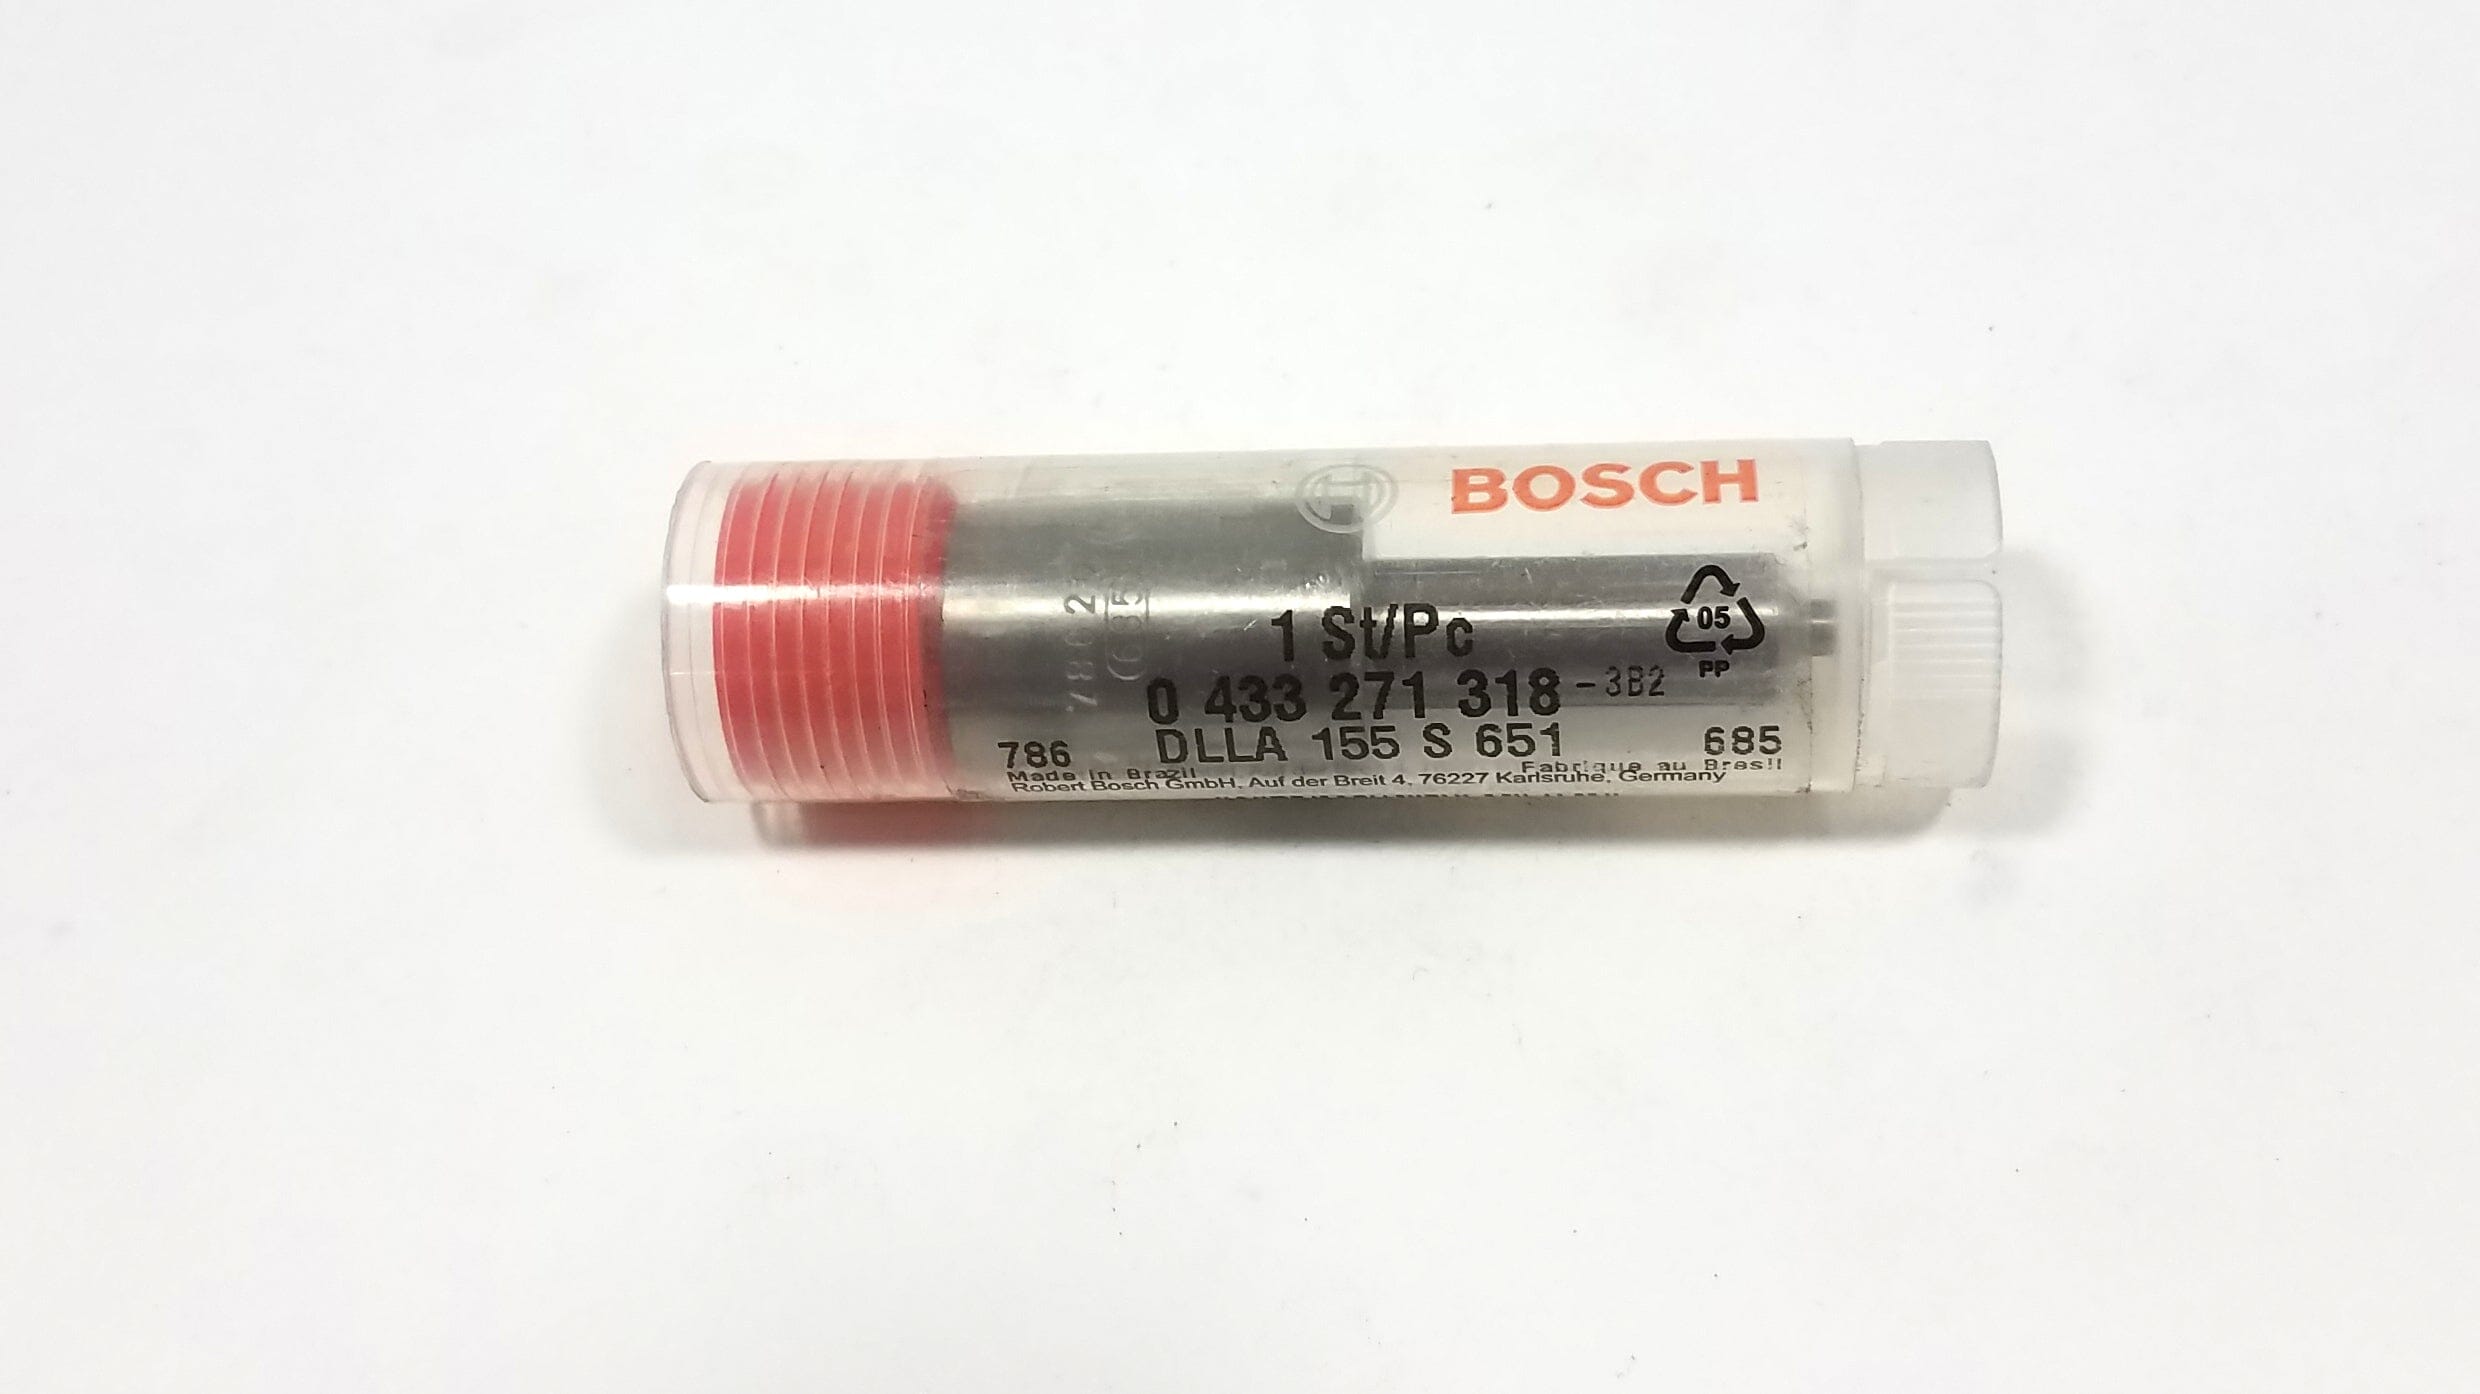 BOSCH
05
PP
1 St/Pc
0 433 271 318 -3B2
786 DLLA 155 S 651 685
Made in Brazil Fabrique au Bresil
Robert Bosch GmbH, Auf der Breit 4, 76227 Karlsruhe, Germany